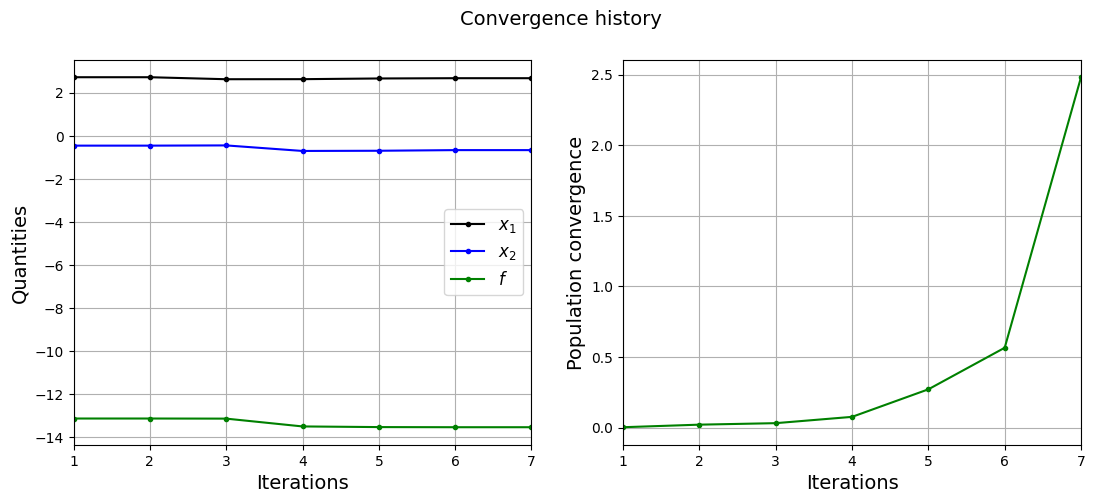 Convergence history
Quantities
2
0
−2
−4
−6
−8
−10
−12
−14
x₁
x₂
f
1 2 3 4 5 6 7
Iterations
Population convergence
2.5
2.0
1.5
1.0
0.5
0.0
1 2 3 4 5 6 7
Iterations